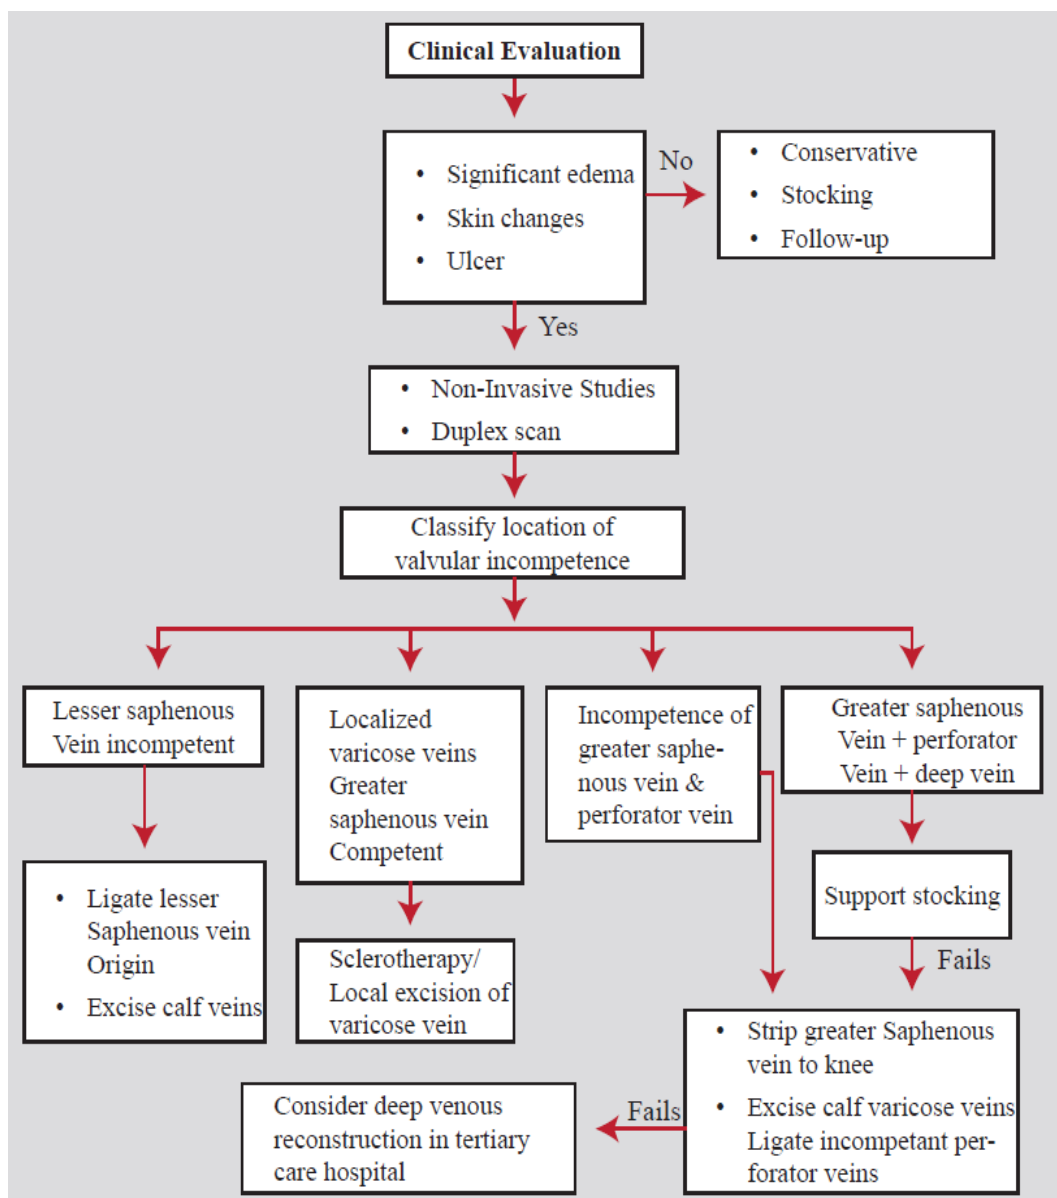 Clinical Evaluation
• Significant edema
• Skin changes
• Ulcer
No
• Conservative
• Stocking
• Follow-up
Yes
• Non-Invasive Studies
• Duplex scan
Classify location of
valvular incompetence
Lesser saphenous
Vein incompetent
Localized
varicose veins
Greater
saphenous vein
Competent
Incompetence of
greater saphe-
nous vein &
perforator vein
Greater saphenous
Vein + perforator
Vein + deep vein
• Ligate lesser
Saphenous vein
Origin
• Excise calf veins
Sclerotherapy/
Local excision of
varicose vein
Support stocking
Fails
• Strip greater Saphenous
vein to knee
• Excise calf varicose veins
Ligate incompetant per-
forator veins
Fails
Consider deep venous
reconstruction in tertiary
care hospital